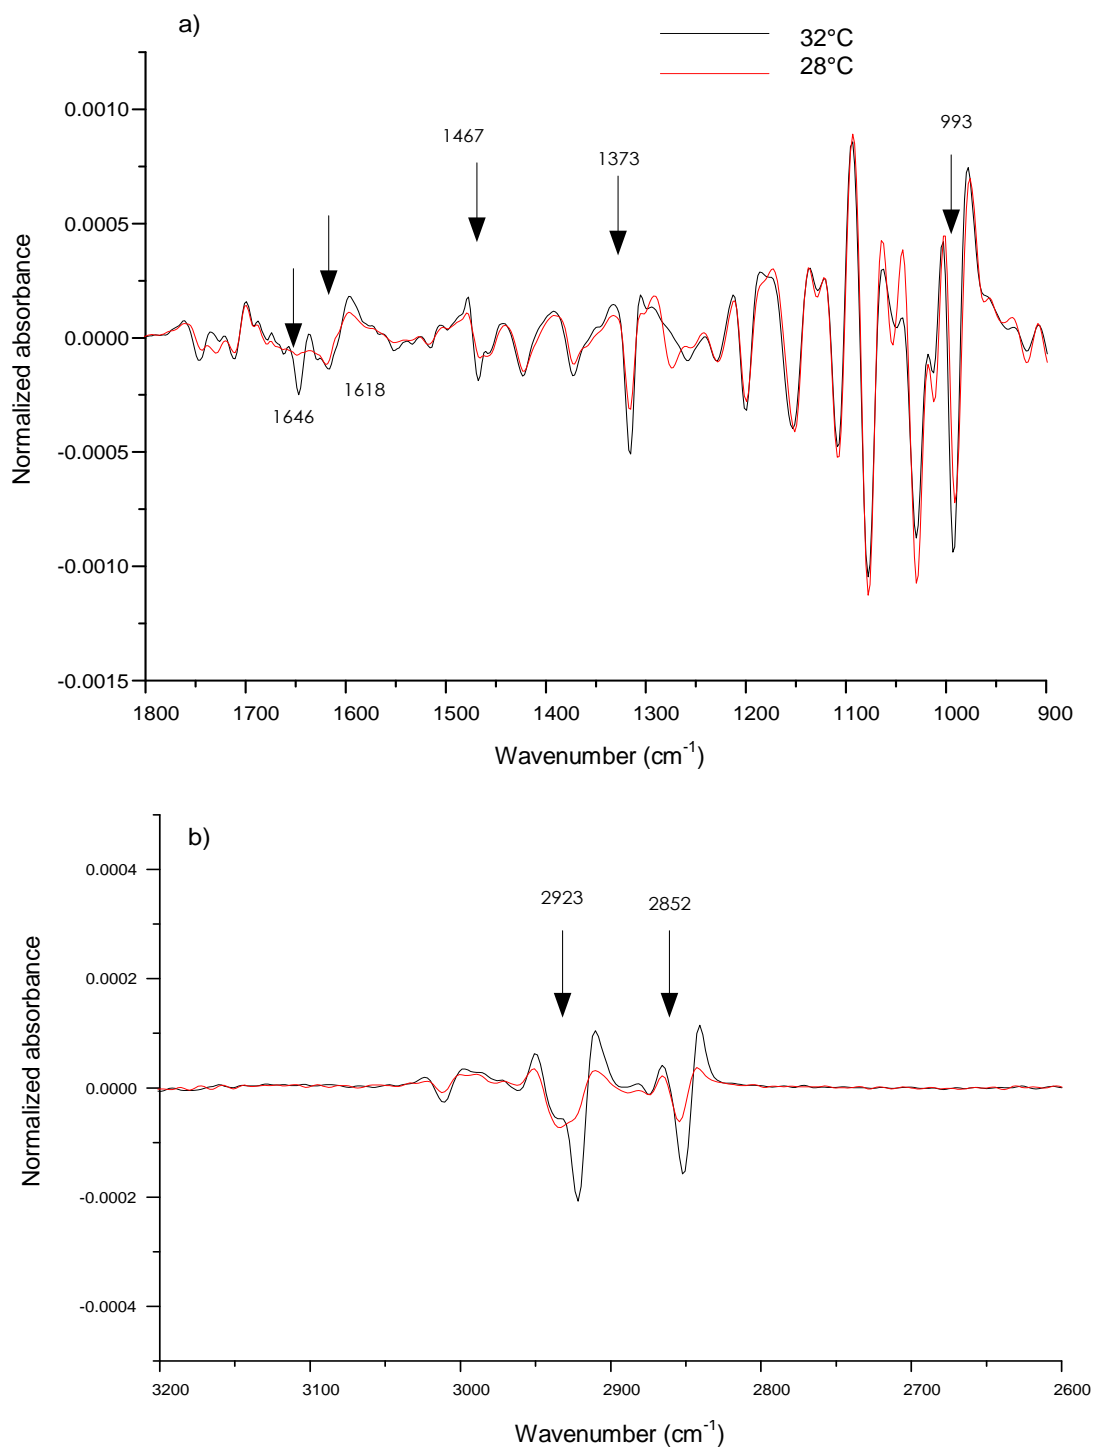 a)
32°C
28°C
0.0010
0.0005
0.0000
-0.0005
-0.0010
-0.0015
Normalized absorbance
1467
1373
993
1646
1618
1800 1700 1600 1500 1400 1300 1200 1100 1000 900
Wavenumber (cm⁻¹)
b)
0.0004
0.0002
0.0000
-0.0002
-0.0004
Normalized absorbance
2923
2852
3200 3100 3000 2900 2800 2700 2600
Wavenumber (cm⁻¹)